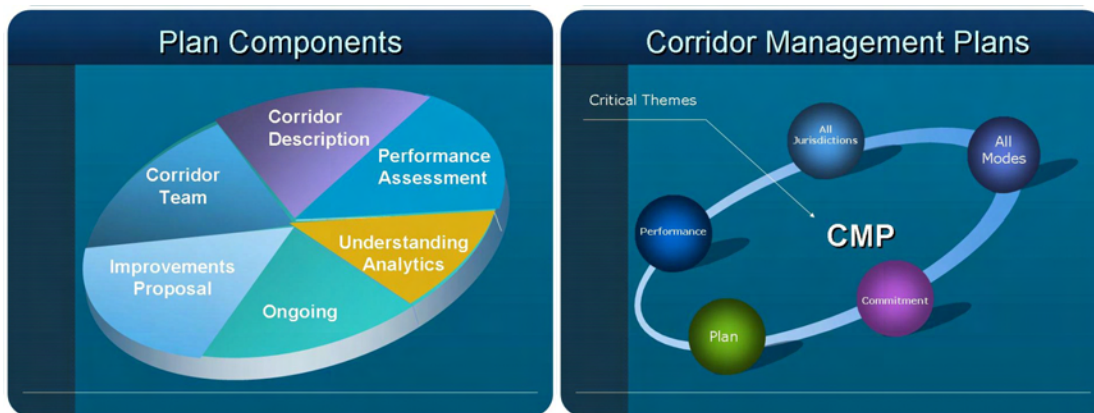 Plan Components
Corridor
Description
Performance
Assessment
Corridor
Team
Understanding
Analytics
Improvements
Proposal
Ongoing
Corridor Management Plans
Critical Themes
All
Jurisdictions
All
Modes
Performance
CMP
Commitment
Plan